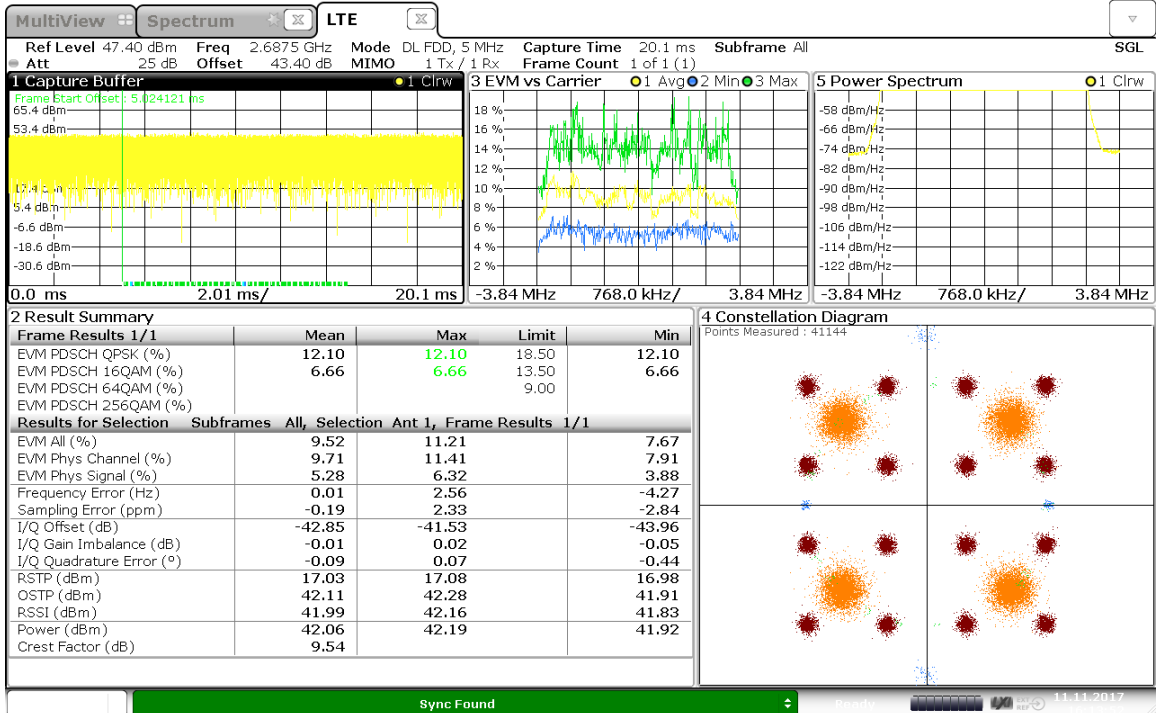 MultiView Spectrum LTE
Ref Level 47.40 dBm Freq 2.6875 GHz Mode DL FDD, 5 MHz Capture Time 20.1 ms Subframe All SGL
Att 25 dB Offset 43.40 dB MIMO 1 Tx / 1 Rx Frame Count 1 of 1 (1)
1 Capture Buffer 1 Clrw
Frame Start Offset : 5.024121 ms
65.4 dBm
53.4 dBm
17.4 dBm
5.4 dBm
-6.6 dBm
-18.6 dBm
-30.6 dBm
0.0 ms 2.01 ms/ 20.1 ms
3 EVM vs Carrier 1 Avg 2 Min 3 Max
18 %
16 %
14 %
12 %
10 %
8 %
6 %
4 %
2 %
-3.84 MHz 768.0 kHz/ 3.84 MHz
5 Power Spectrum 1 Clrw
-58 dBm/Hz
-66 dBm/Hz
-74 dBm/Hz
-82 dBm/Hz
-90 dBm/Hz
-98 dBm/Hz
-106 dBm/Hz
-114 dBm/Hz
-122 dBm/Hz
-3.84 MHz 768.0 kHz/ 3.84 MHz
2 Result Summary
Frame Results 1/1 Mean Max Limit Min
EVM PDSCH QPSK (%) 12.10 12.10 18.50 12.10
EVM PDSCH 16QAM (%) 6.66 6.66 13.50 6.66
EVM PDSCH 64QAM (%) 9.00
EVM PDSCH 256QAM (%)
Results for Selection Subframes All, Selection Ant 1, Frame Results 1/1
EVM All (%) 9.52 11.21 7.67
EVM Phys Channel (%) 9.71 11.41 7.91
EVM Phys Signal (%) 5.28 6.32 3.88
Frequency Error (Hz) 0.01 2.56 -4.27
Sampling Error (ppm) -0.19 2.33 -2.84
I/Q Offset (dB) -42.85 -41.53 -43.96
I/Q Gain Imbalance (dB) -0.01 0.02 -0.05
I/Q Quadrature Error (º) -0.09 0.07 -0.44
RSTP (dBm) 17.03 17.08 16.98
OSTP (dBm) 42.11 42.28 41.91
RSSI (dBm) 41.99 42.16 41.83
Power (dBm) 42.06 42.19 41.92
Crest Factor (dB) 9.54
4 Constellation Diagram
Points Measured : 41144
Sync Found Ready LXI EXT REF 11.11.2017